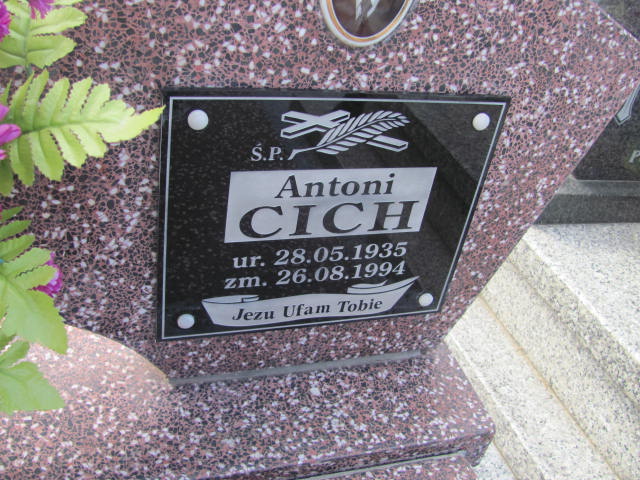 Ś.P.
Antoni
CICH
ur. 28.05.1935
zm. 26.08.1994
Jezu Ufam Tobie